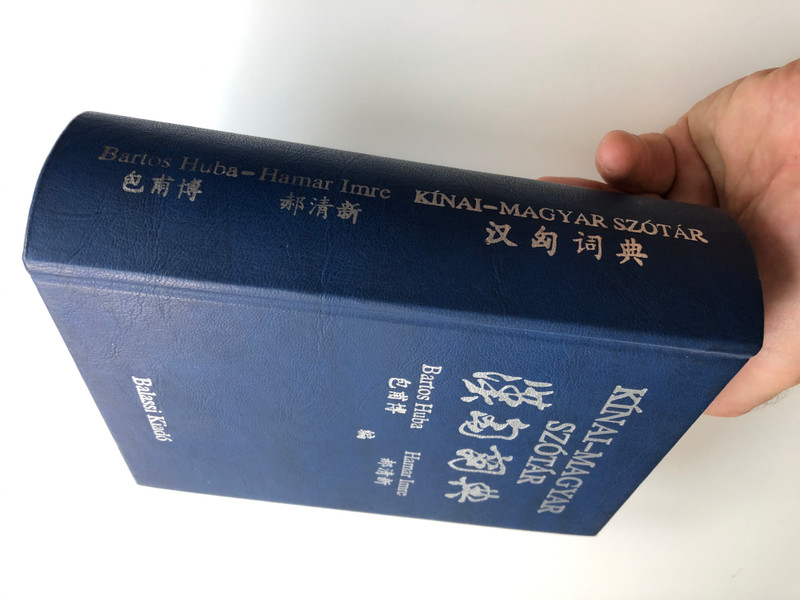 Bartos Huba–Hamar Imre
包甫博 郝清新
KÍNAI–MAGYAR SZÓTÁR
汉匈词典
KÍNAI–MAGYAR
SZÓTÁR
漢匈詞典
Bartos Huba Hamar Imre
包甫博 郝清新
编
Balassi Kiadó